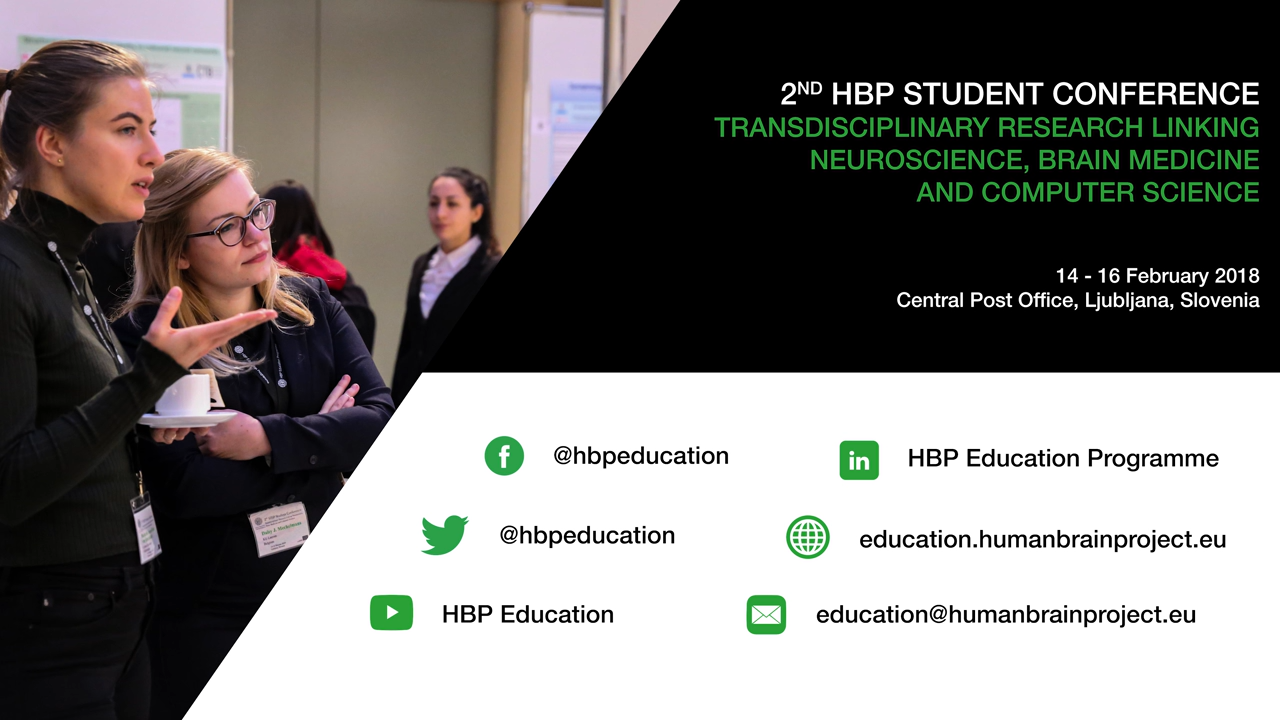 2ND HBP STUDENT CONFERENCE
TRANSDISCIPLINARY RESEARCH LINKING
NEUROSCIENCE, BRAIN MEDICINE
AND COMPUTER SCIENCE
14 - 16 February 2018
Central Post Office, Ljubljana, Slovenia
@hbpeducation
HBP Education Programme
@hbpeducation
education.humanbrainproject.eu
HBP Education
education@humanbrainproject.eu